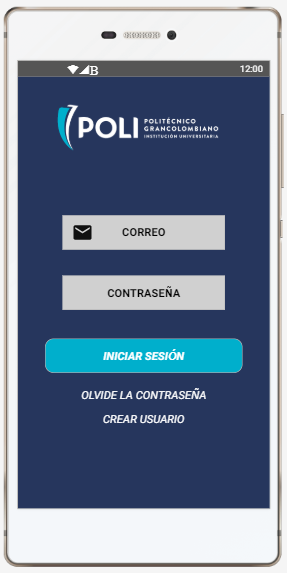 B 12:00
POLI POLITÉCNICO
GRANCOLOMBIANO
INSTITUCIÓN UNIVERSITARIA
CORREO
CONTRASEÑA
INICIAR SESIÓN
OLVIDE LA CONTRASEÑA
CREAR USUARIO